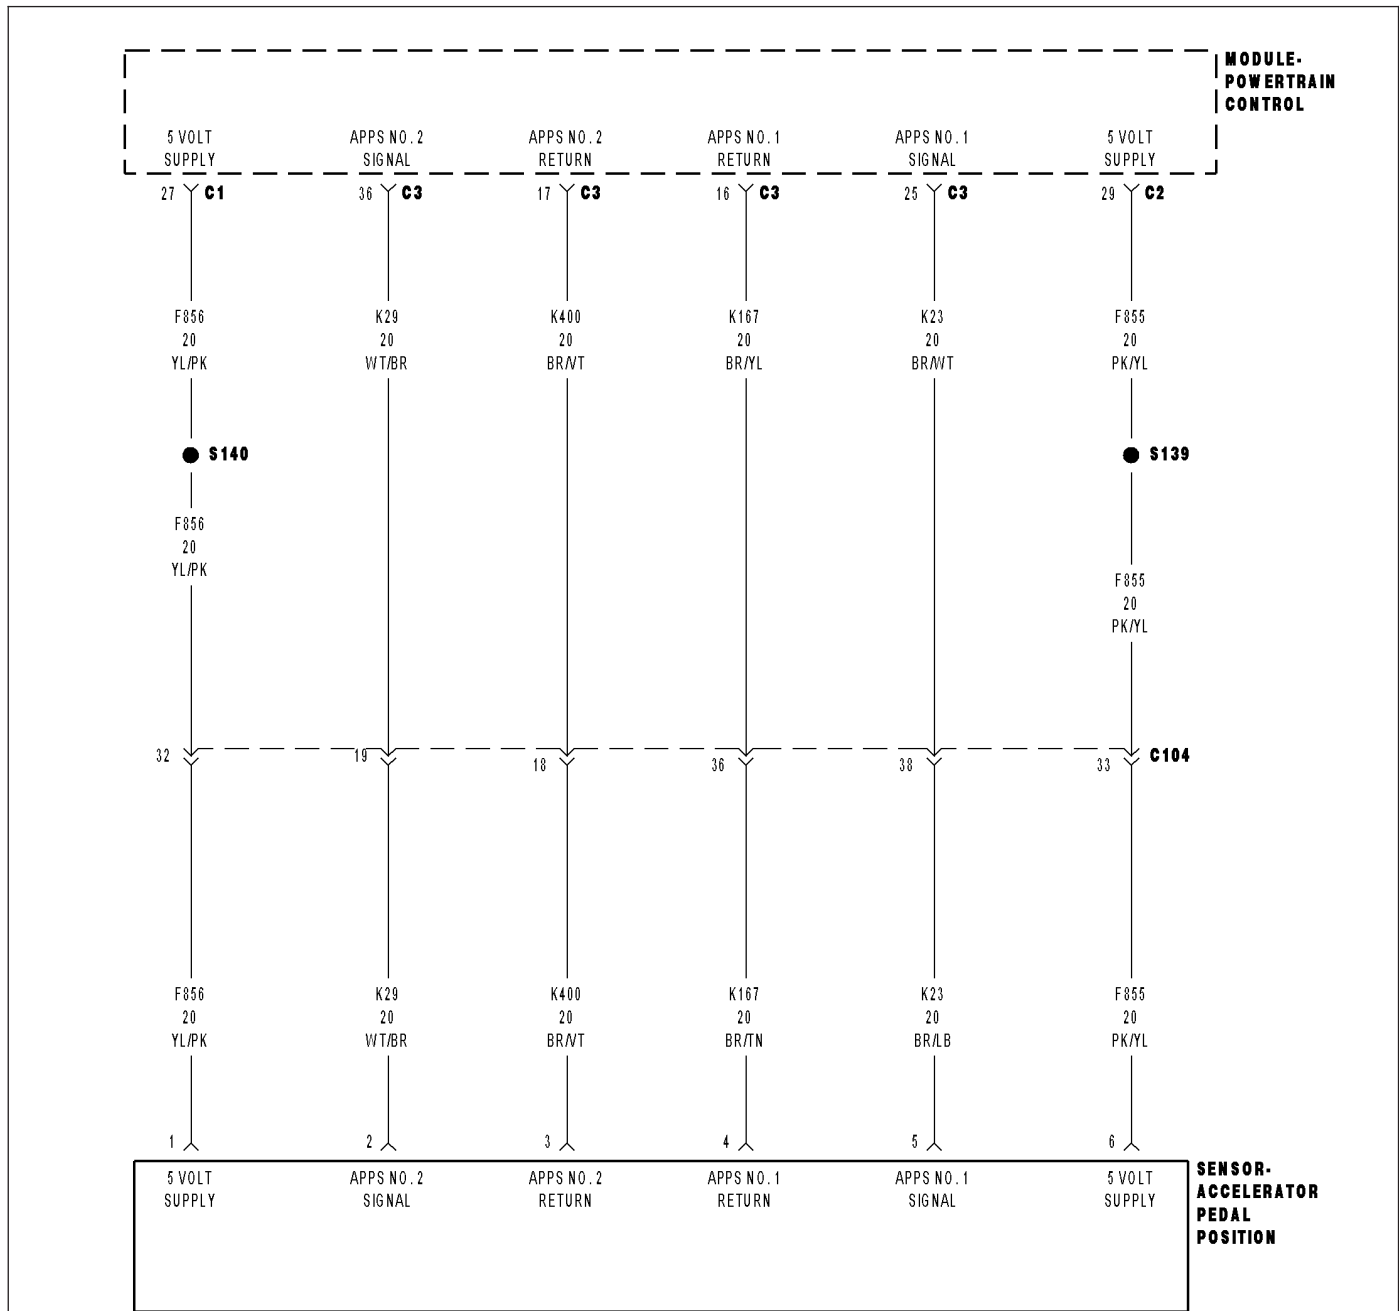 MODULE-
POWERTRAIN
CONTROL
5 VOLT
SUPPLY
APPS NO. 2
SIGNAL
APPS NO. 2
RETURN
APPS NO. 1
RETURN
APPS NO. 1
SIGNAL
5 VOLT
SUPPLY
27 C1
36 C3
17 C3
16 C3
25 C3
29 C2
F856
20
YL/PK
K29
20
WT/BR
K400
20
BR/VT
K167
20
BR/YL
K23
20
BR/WT
F855
20
PK/YL
S140
S139
F856
20
YL/PK
F855
20
PK/YL
32
19
18
36
38
33
C104
F856
20
YL/PK
K29
20
WT/BR
K400
20
BR/VT
K167
20
BR/TN
K23
20
BR/LB
F855
20
PK/YL
1
2
3
4
5
6
5 VOLT
SUPPLY
APPS NO. 2
SIGNAL
APPS NO. 2
RETURN
APPS NO. 1
RETURN
APPS NO. 1
SIGNAL
5 VOLT
SUPPLY
SENSOR-
ACCELERATOR
PEDAL
POSITION